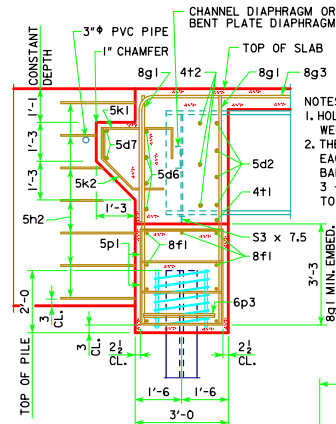 CHANNEL DIAPHRAGM OR
BENT PLATE DIAPHRAGM
3"φ PVC PIPE
1" CHAMFER
TOP OF SLAB
CONSTANT
DEPTH
8g1
4t2
8g1
8g3
1'-1
5k1
NOTES
1. HOL
WE
2. THE
EAC
BAR
3 -
TO
1'-3
5d7
5d2
5k2
5d6
1'-3
1'-3
4t1
5h2
S3 x 7.5
5p1
8f1
8f1
3'-3
8g1 MIN. EMBED.
2'-0
TOP OF PILE
6p3
3
CL.
3
CL.
2½
CL.
2½
CL.
1'-6
1'-6
3'-0